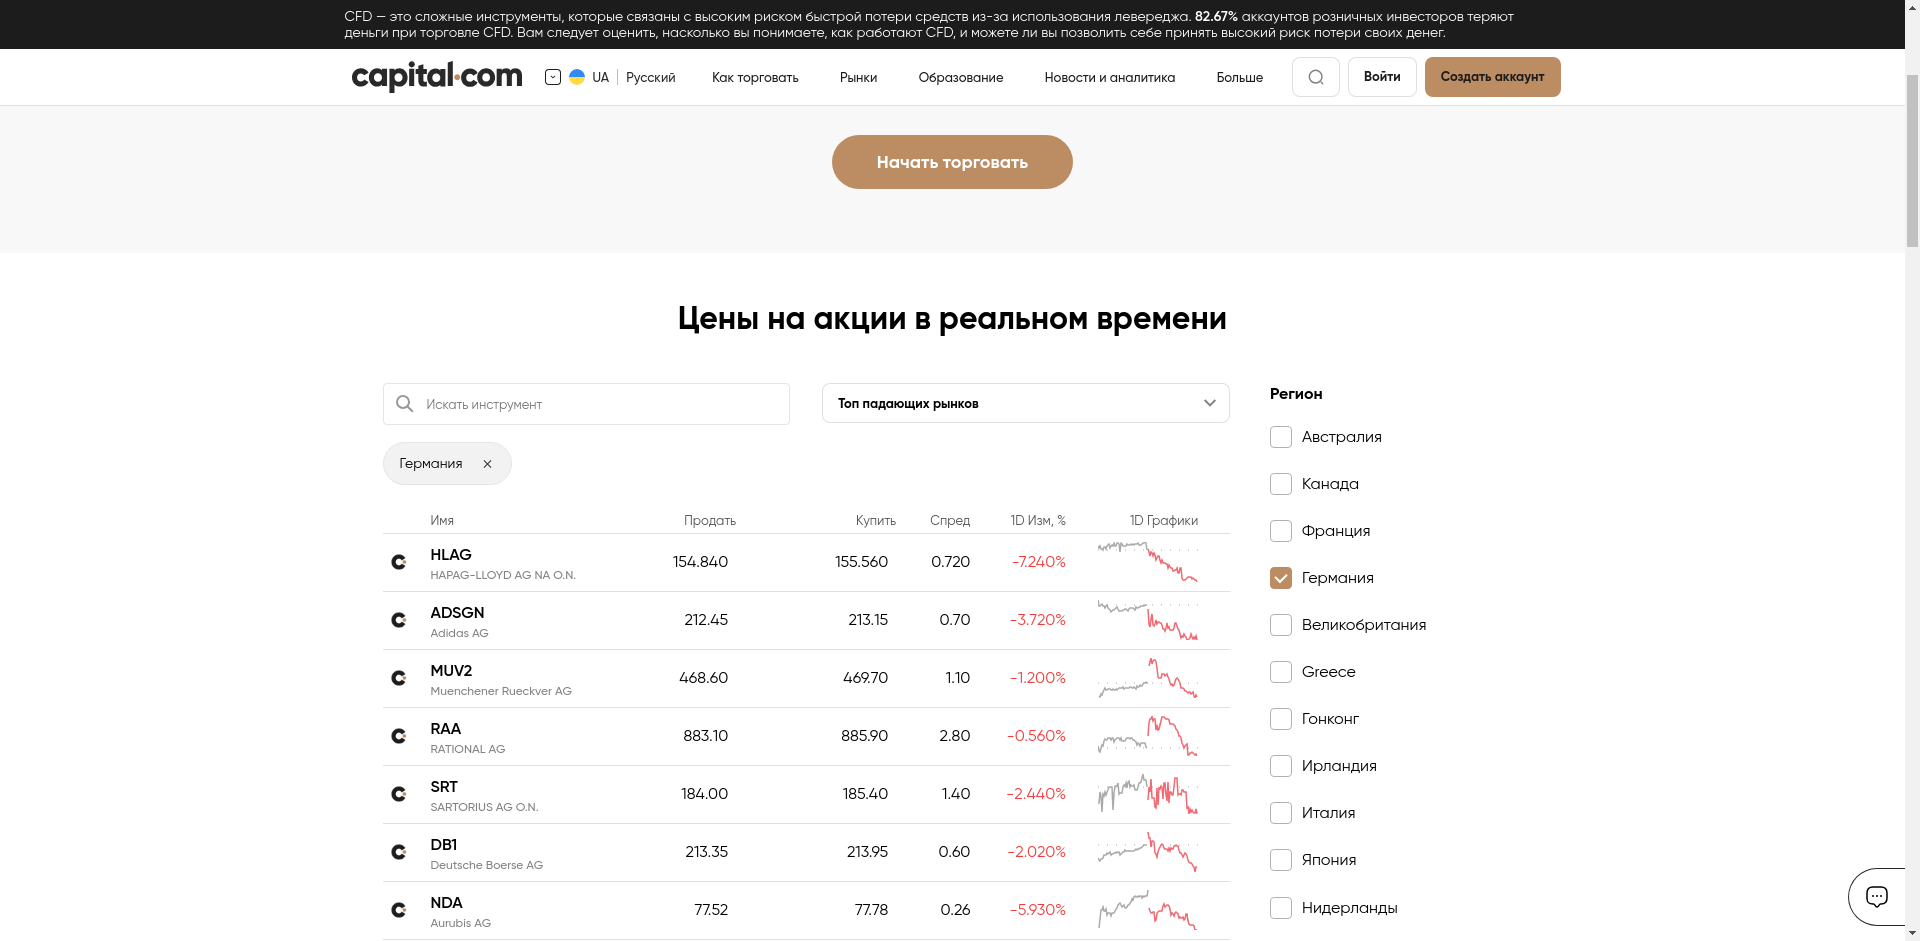 CFD — это сложные инструменты, которые связаны с высоким риском быстрой потери средств из-за использования левереджа. 82.67% аккаунтов розничных инвесторов теряют
деньги при торговле CFD. Вам следует оценить, насколько вы понимаете, как работают CFD, и можете ли вы позволить себе принять высокий риск потери своих денег.
capital.com UA Русский Как торговать Рынки Образование Новости и аналитика Больше Войти Создать аккаунт
Начать торговать
Цены на акции в реальном времени
Искать инструмент
Топ падающих рынков
Германия
Имя Продать Купить Спред 1D Изм, % 1D Графики
HLAG 154.840 155.560 0.720 -7.240%
HAPAG-LLOYD AG NA O.N.
ADSGN 212.45 213.15 0.70 -3.720%
Adidas AG
MUV2 468.60 469.70 1.10 -1.200%
Muenchener Rueckver AG
RAA 883.10 885.90 2.80 -0.560%
RATIONAL AG
SRT 184.00 185.40 1.40 -2.440%
SARTORIUS AG O.N.
DB1 213.35 213.95 0.60 -2.020%
Deutsche Boerse AG
NDA 77.52 77.78 0.26 -5.930%
Aurubis AG
Регион
Австралия
Канада
Франция
Германия
Великобритания
Greece
Гонконг
Ирландия
Италия
Япония
Нидерланды